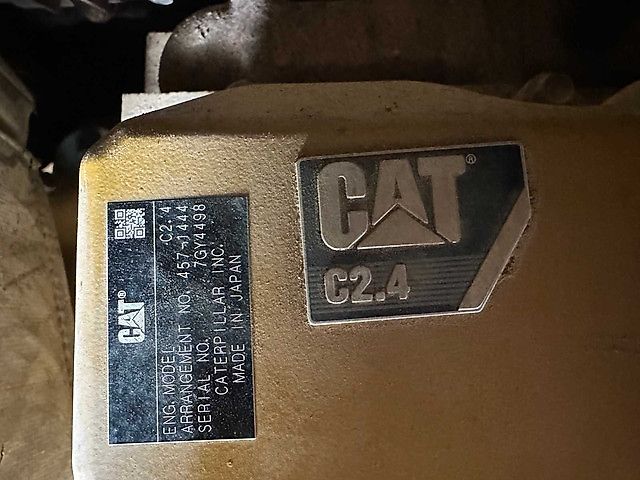 CAT®
C2.4
CAT®
ENG.MODEL C2.4
ARRANGEMENT NO. 457-1444
SERIAL NO. 7GY4498
CATERPILLAR INC.
MADE IN JAPAN